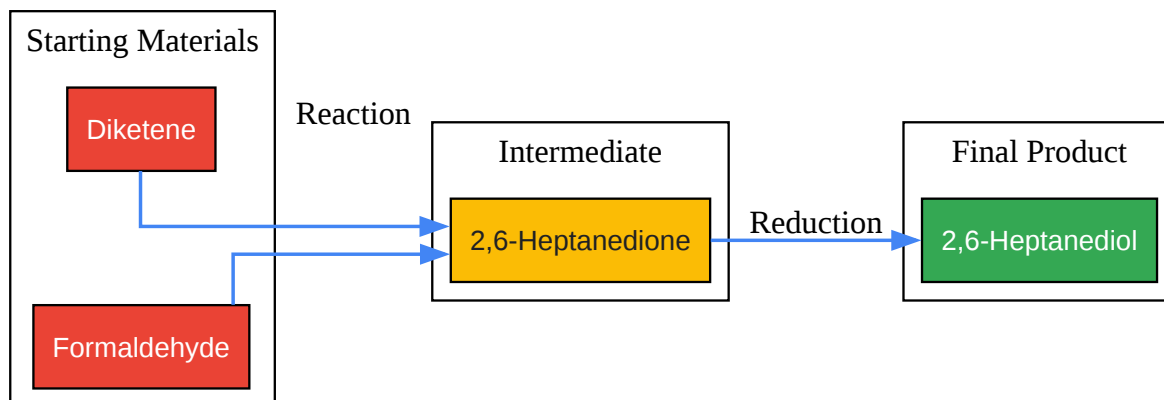 Starting Materials
Diketene
Formaldehyde
Reaction
Intermediate
2,6-Heptanedione
Reduction
Final Product
2,6-Heptanediol